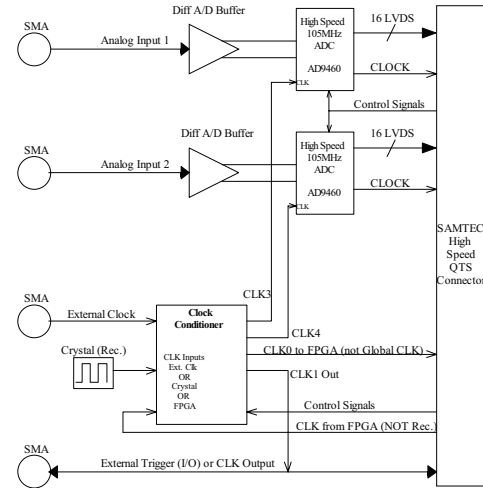 SMA
Analog Input 1
Diff A/D Buffer
High Speed
105MHz
ADC
AD9460
CLK
16 LVDS
CLOCK
Control Signals
SMA
Analog Input 2
Diff A/D Buffer
High Speed
105MHz
ADC
AD9460
CLK
16 LVDS
CLOCK
SAMTEC
High
Speed
QTS
Connector
CLK3
CLK4
SMA
External Clock
Crystal (Rec.)
Clock
Conditioner
CLK Inputs
Ext. Clk
OR
Crystal
OR
FPGA
CLK0 to FPGA (not Global CLK)
CLK1 Out
Control Signals
CLK from FPGA (NOT Rec.)
SMA
External Trigger (I/O) or CLK Output